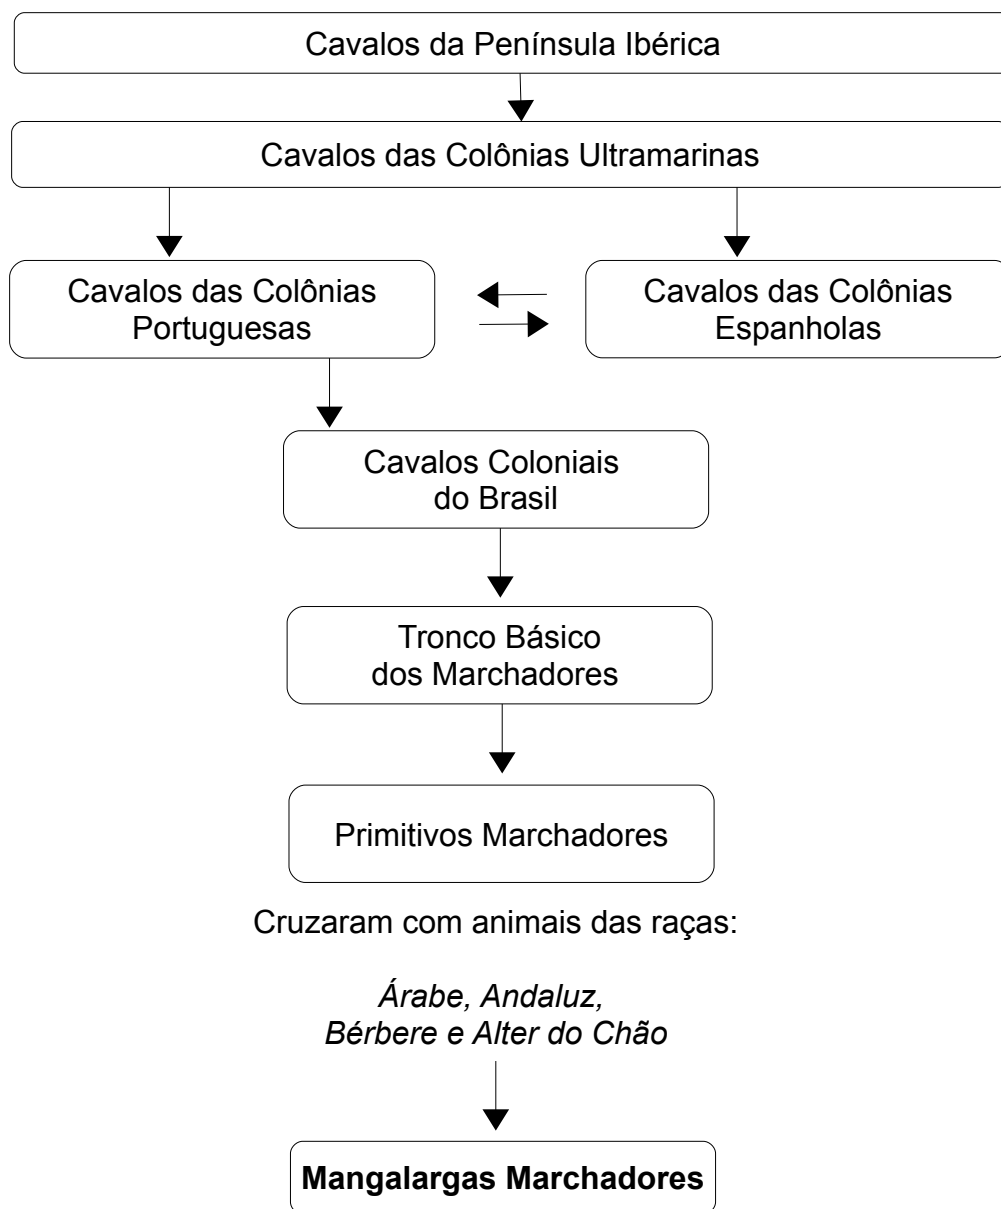 Cavalos da Península Ibérica
Cavalos das Colônias Ultramarinas
Cavalos das Colônias
Portuguesas
Cavalos das Colônias
Espanholas
Cavalos Coloniais
do Brasil
Tronco Básico
dos Marchadores
Primitivos Marchadores
Cruzaram com animais das raças:
Árabe, Andaluz,
Bérbere e Alter do Chão
Mangalargas Marchadores